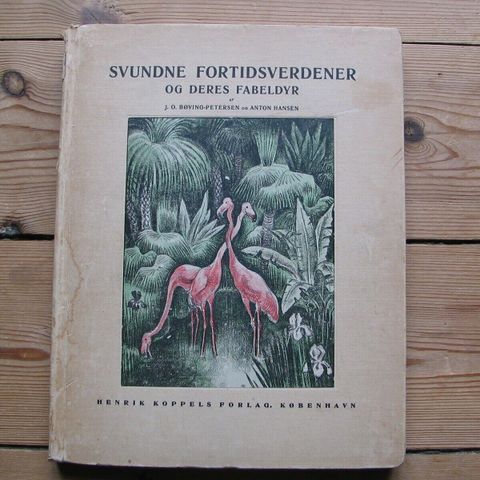 SVUNDNE FORTIDSVERDENER
OG DERES FABELDYR
AF
J. O. BØVING-PETERSEN OG ANTON HANSEN
HENRIK KOPPELS FORLAG, KØBENHAVN